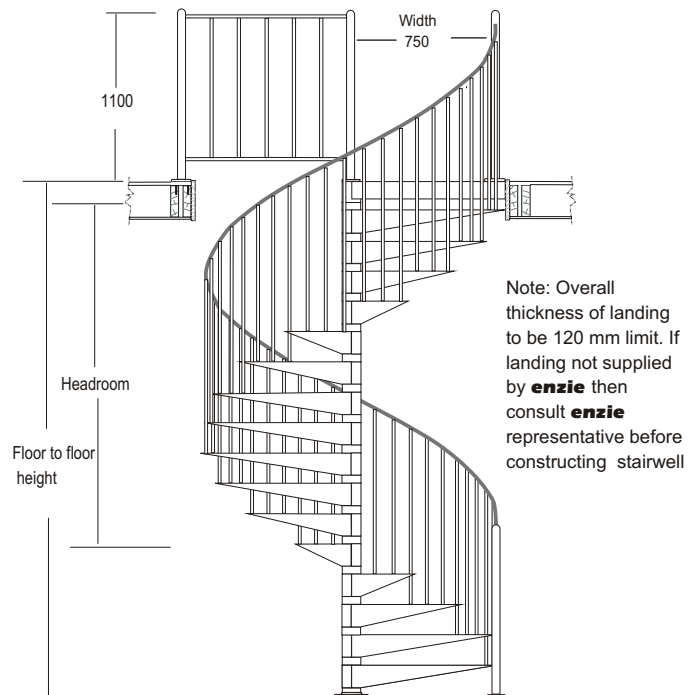 Width
750
1100
Headroom
Floor to floor
height
Note: Overall
thickness of landing
to be 120 mm limit. If
landing not supplied
by enzie then
consult enzie
representative before
constructing stairwell